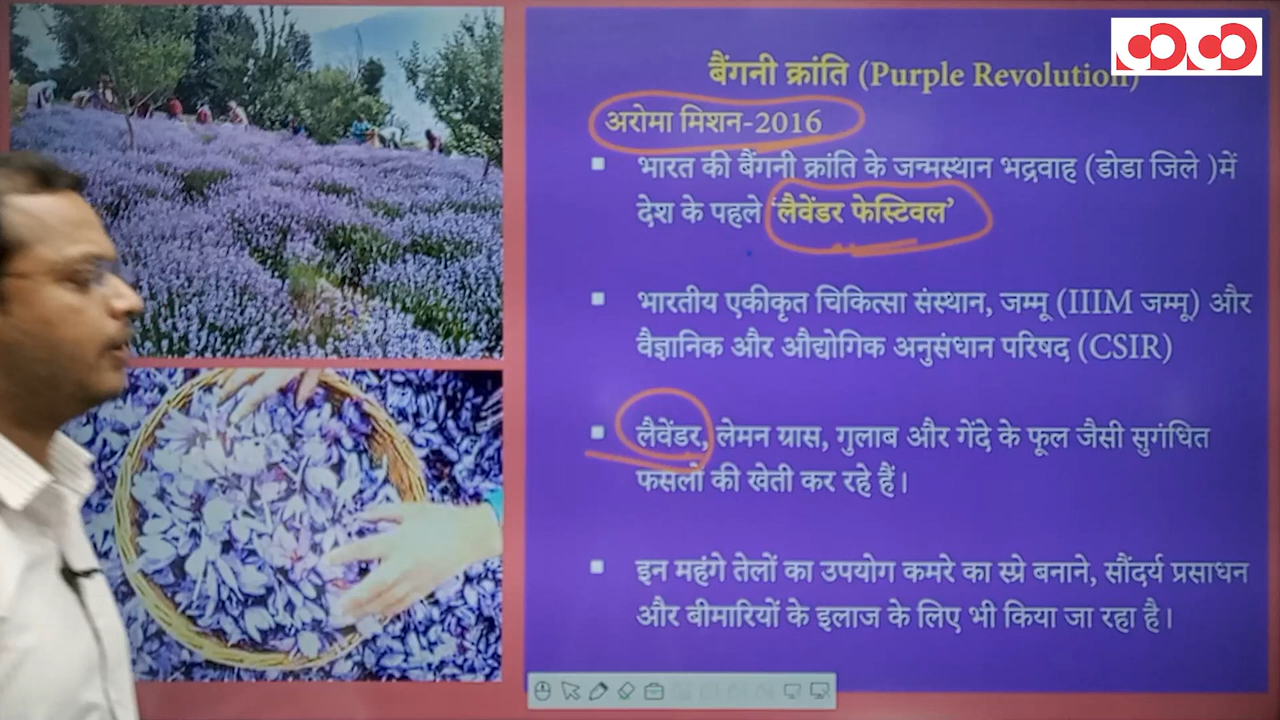 बैंगनी क्रांति (Purple Revolution)
अरोमा मिशन-2016
भारत की बैंगनी क्रांति के जन्मस्थान भद्रवाह (डोडा जिले )में
देश के पहले 'लैवेंडर फेस्टिवल'
भारतीय एकीकृत चिकित्सा संस्थान, जम्मू (IIIM जम्मू) और
वैज्ञानिक और औद्योगिक अनुसंधान परिषद (CSIR)
लैवेंडर, लेमन ग्रास, गुलाब और गेंदे के फूल जैसी सुगंधित
फसलों की खेती कर रहे हैं।
इन महंगे तेलों का उपयोग कमरे का स्प्रे बनाने, सौंदर्य प्रसाधन
और बीमारियों के इलाज के लिए भी किया जा रहा है।